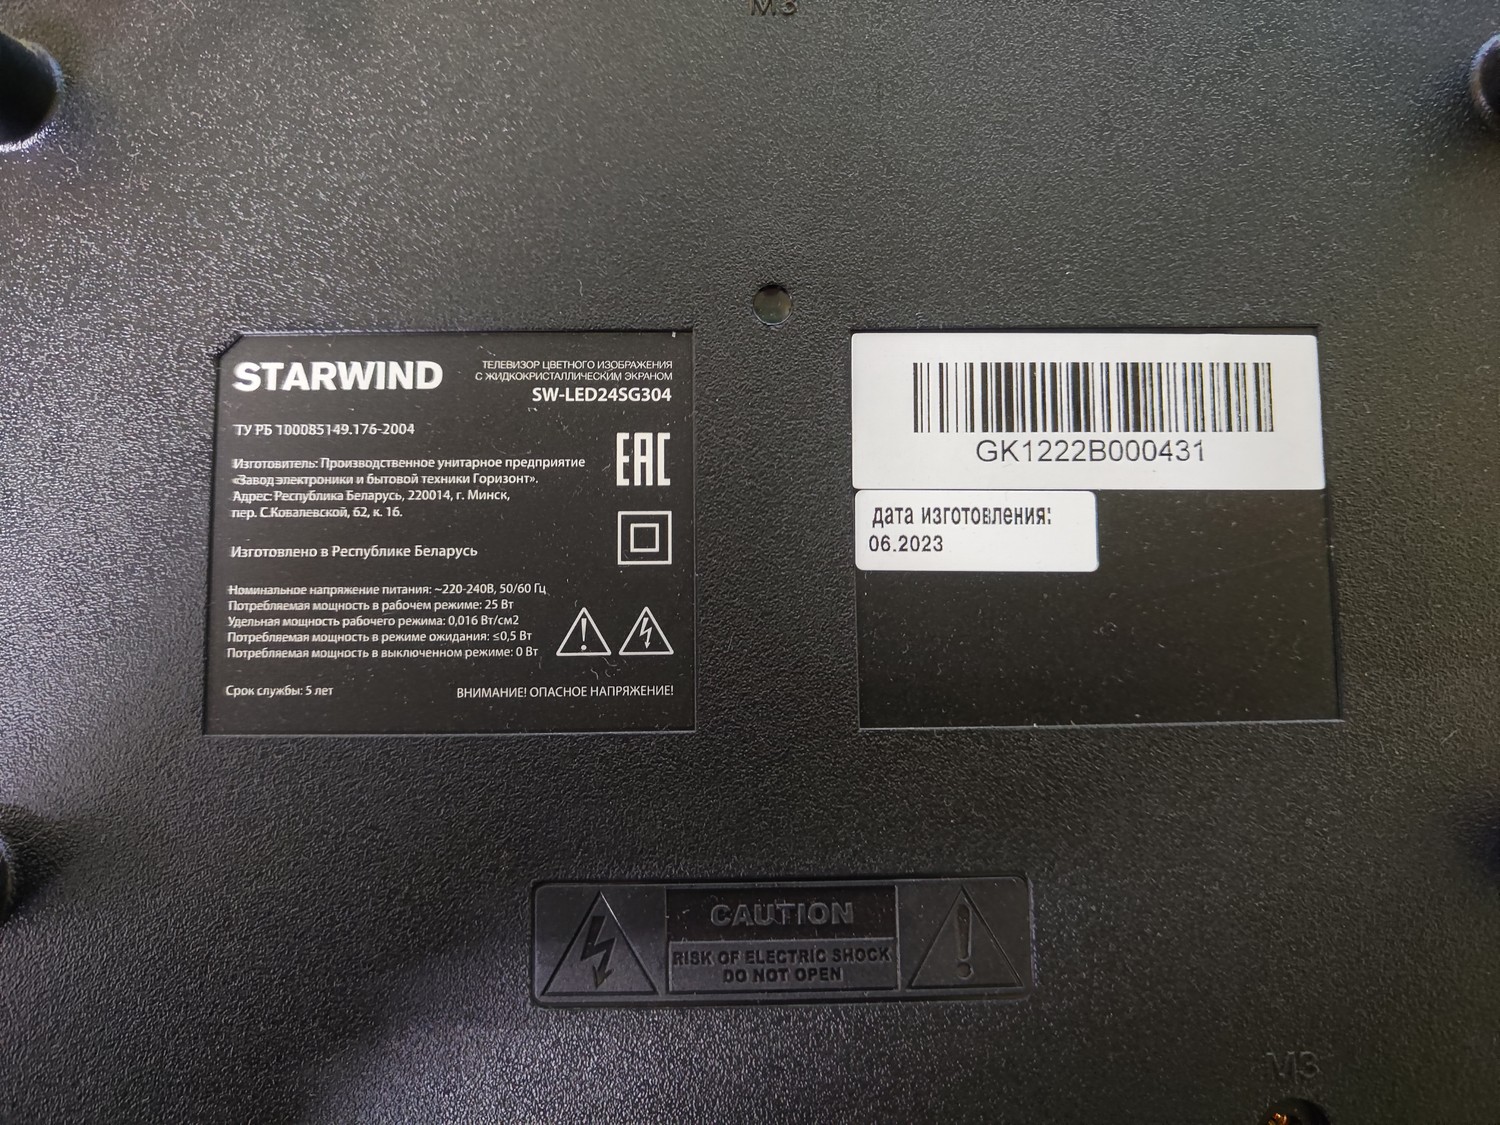 M3
STARWIND
ТЕЛЕВИЗОР ЦВЕТНОГО ИЗОБРАЖЕНИЯ
С ЖИДКОКРИСТАЛЛИЧЕСКИМ ЭКРАНОМ
SW-LED24SG304
ТУ РБ 100085149.176-2004
EAC
Изготовитель: Производственное унитарное предприятие
«Завод электроники и бытовой техники Горизонт».
Адрес: Республика Беларусь, 220014, г. Минск,
пер. С.Ковалевской, 62, к. 16.
Изготовлено в Республике Беларусь
Номинальное напряжение питания: ~220-240В, 50/60 Гц
Потребляемая мощность в рабочем режиме: 25 Вт
Удельная мощность рабочего режима: 0,016 Вт/см2
Потребляемая мощность в режиме ожидания: ≤0,5 Вт
Потребляемая мощность в выключенном режиме: 0 Вт
Срок службы: 5 лет
ВНИМАНИЕ! ОПАСНОЕ НАПРЯЖЕНИЕ!
GK1222B000431
дата изготовления:
06.2023
CAUTION
RISK OF ELECTRIC SHOCK
DO NOT OPEN
M3